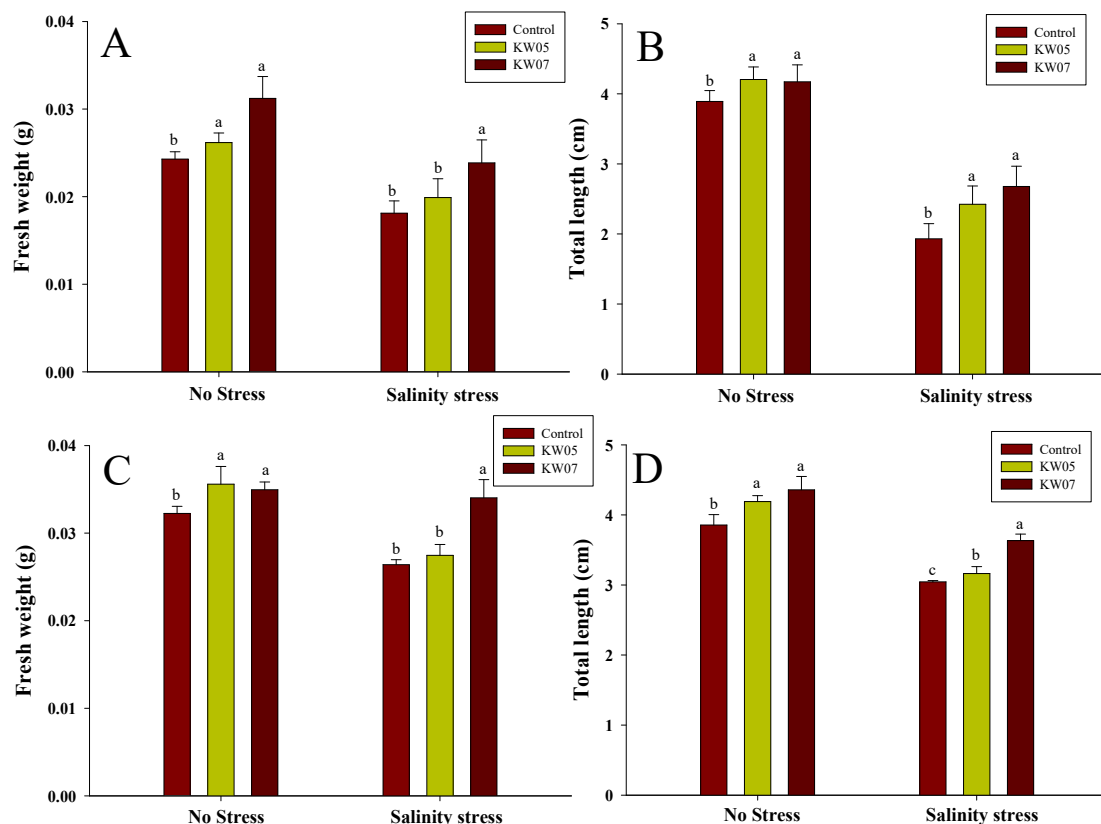 A
Fresh weight (g)
0.04
0.03
0.02
0.01
0.00
Control
KW05
KW07
b
a
a
b
b
a
No Stress
Salinity stress
B
Total length (cm)
5
4
3
2
1
0
Control
KW05
KW07
b
a
a
b
a
a
No Stress
Salinity stress
C
Fresh weight (g)
0.04
0.03
0.02
0.01
0.00
Control
KW05
KW07
b
a
a
b
b
a
No Stress
Salinity stress
D
Total length (cm)
5
4
3
2
1
0
Control
KW05
KW07
b
a
a
c
b
a
No Stress
Salinity stress